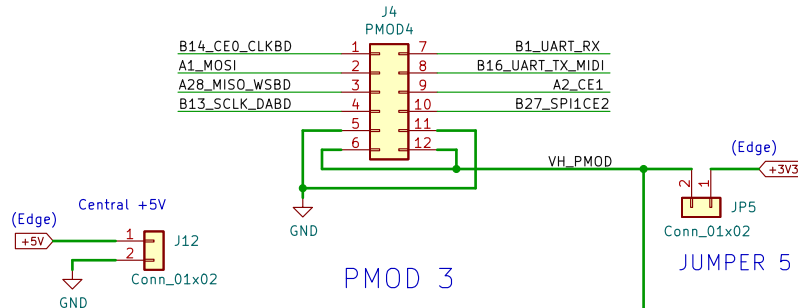 J4
PMOD4
B14_CE0_CLKBD 1 7 B1_UART_RX
A1_MOSI 2 8 B16_UART_TX_MIDI
A28_MISO_WSBD 3 9 A2_CE1
B13_SCLK_DABD 4 10 B27_SPI1CE2
5 11
6 12
VH_PMOD
(Edge)
+3V3
2 1
JP5
Conn_01x02
JUMPER 5
GND
Central +5V
(Edge)
+5V
1 J12
2
Conn_01x02
GND
PMOD 3